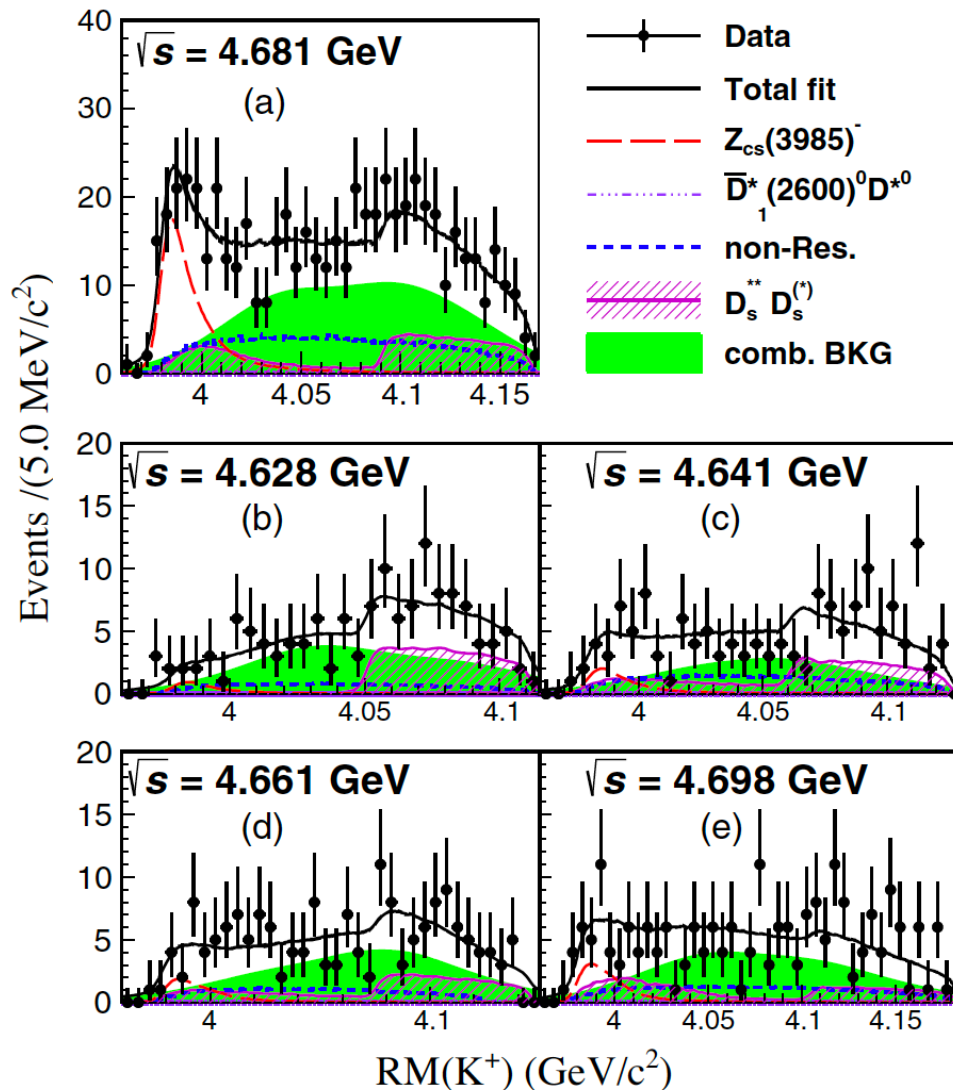 Events /(5.0 MeV/c²)
40
30
20
10
0
√s = 4.681 GeV
(a)
4 4.05 4.1 4.15
Data
Total fit
Z_cs(3985)⁻
D̄*₁(2600)⁰D*⁰
non-Res.
D_s** D_s^(*)
comb. BKG
20
15
10
5
0
√s = 4.628 GeV
(b)
4 4.05 4.1
√s = 4.641 GeV
(c)
4 4.05 4.1
20
15
10
5
0
√s = 4.661 GeV
(d)
4 4.1
√s = 4.698 GeV
(e)
4 4.05 4.1 4.15
RM(K⁺) (GeV/c²)